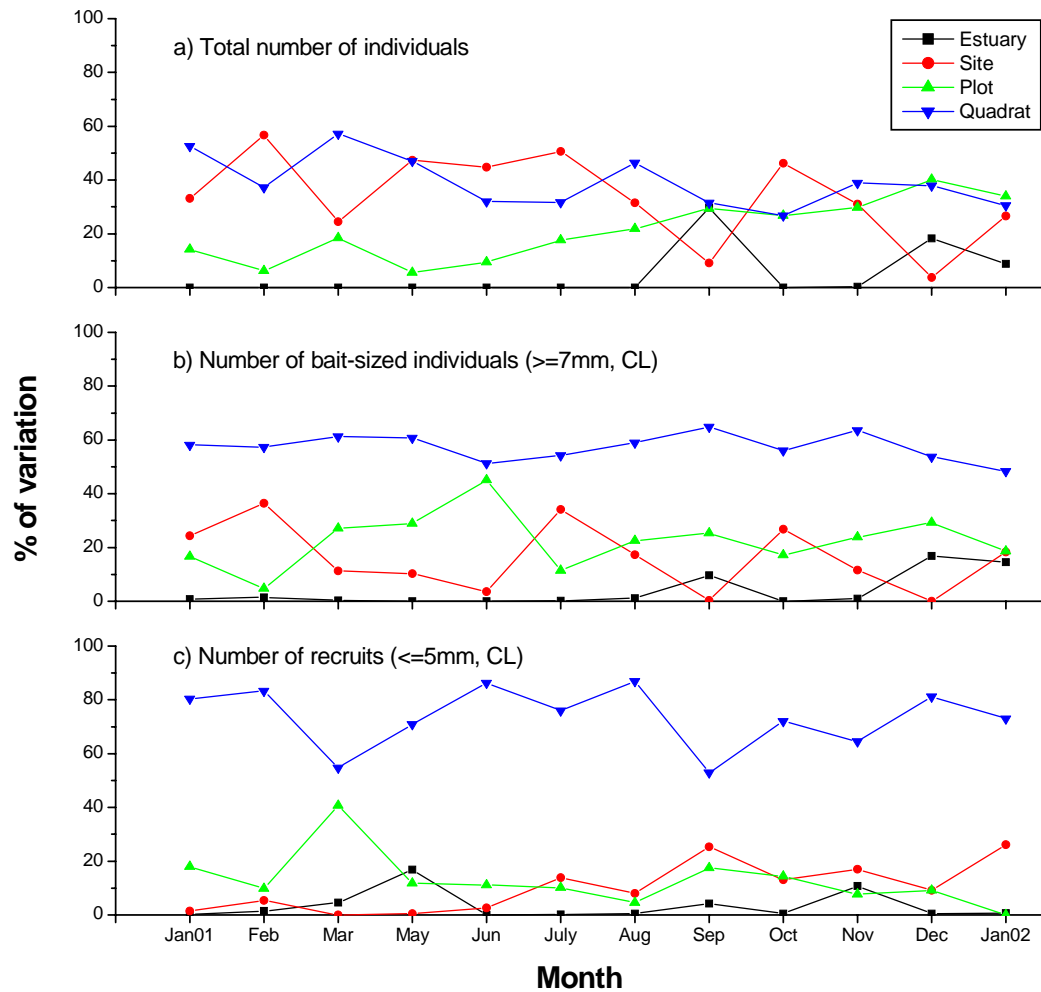 a) Total number of individuals
Estuary
Site
Plot
Quadrat
100
80
60
40
20
0
b) Number of bait-sized individuals (>=7mm, CL)
100
80
60
40
20
0
% of variation
c) Number of recruits (<=5mm, CL)
100
80
60
40
20
0
Jan01 Feb Mar May Jun July Aug Sep Oct Nov Dec Jan02
Month